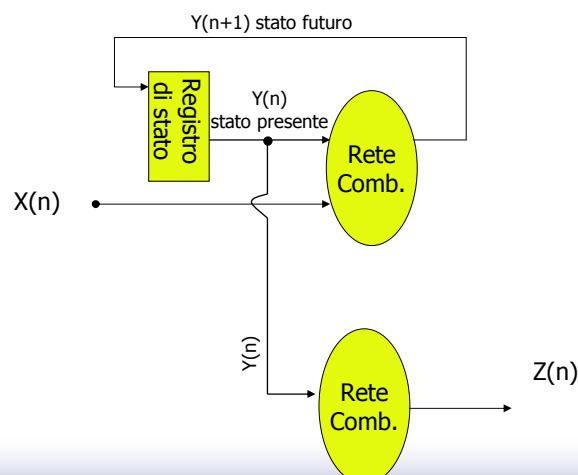 Y(n+1) stato futuro
Registro
di stato
Y(n)
stato presente
Rete
Comb.
X(n)
Y(n)
Rete
Comb.
Z(n)